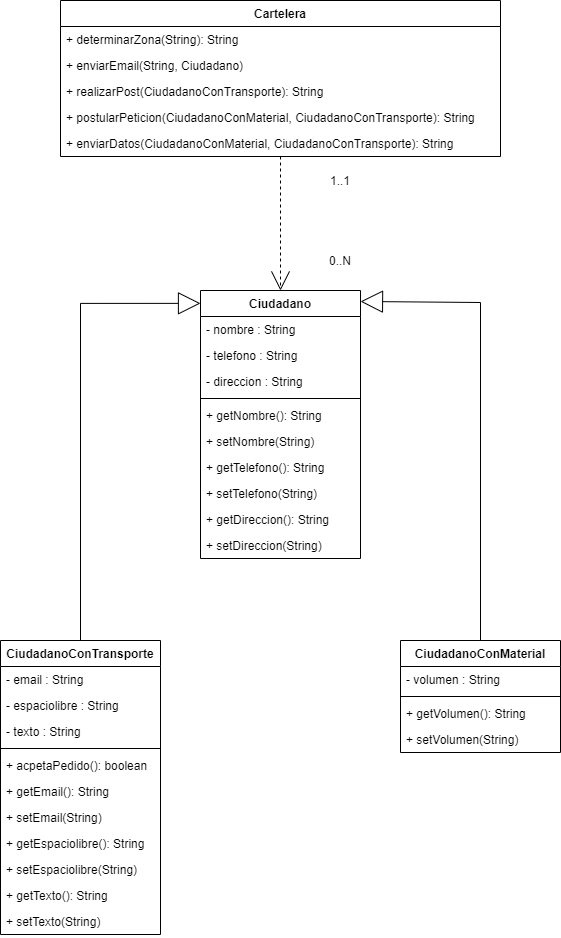 Cartelera
+ determinarZona(String): String
+ enviarEmail(String, Ciudadano)
+ realizarPost(CiudadanoConTransporte): String
+ postularPeticion(CiudadanoConMaterial, CiudadanoConTransporte): String
+ enviarDatos(CiudadanoConMaterial, CiudadanoConTransporte): String
1..1
0..N
Ciudadano
- nombre : String
- telefono : String
- direccion : String
+ getNombre(): String
+ setNombre(String)
+ getTelefono(): String
+ setTelefono(String)
+ getDireccion(): String
+ setDireccion(String)
CiudadanoConTransporte
- email : String
- espaciolibre : String
- texto : String
+ acpetaPedido(): boolean
+ getEmail(): String
+ setEmail(String)
+ getEspaciolibre(): String
+ setEspaciolibre(String)
+ getTexto(): String
+ setTexto(String)
CiudadanoConMaterial
- volumen : String
+ getVolumen(): String
+ setVolumen(String)